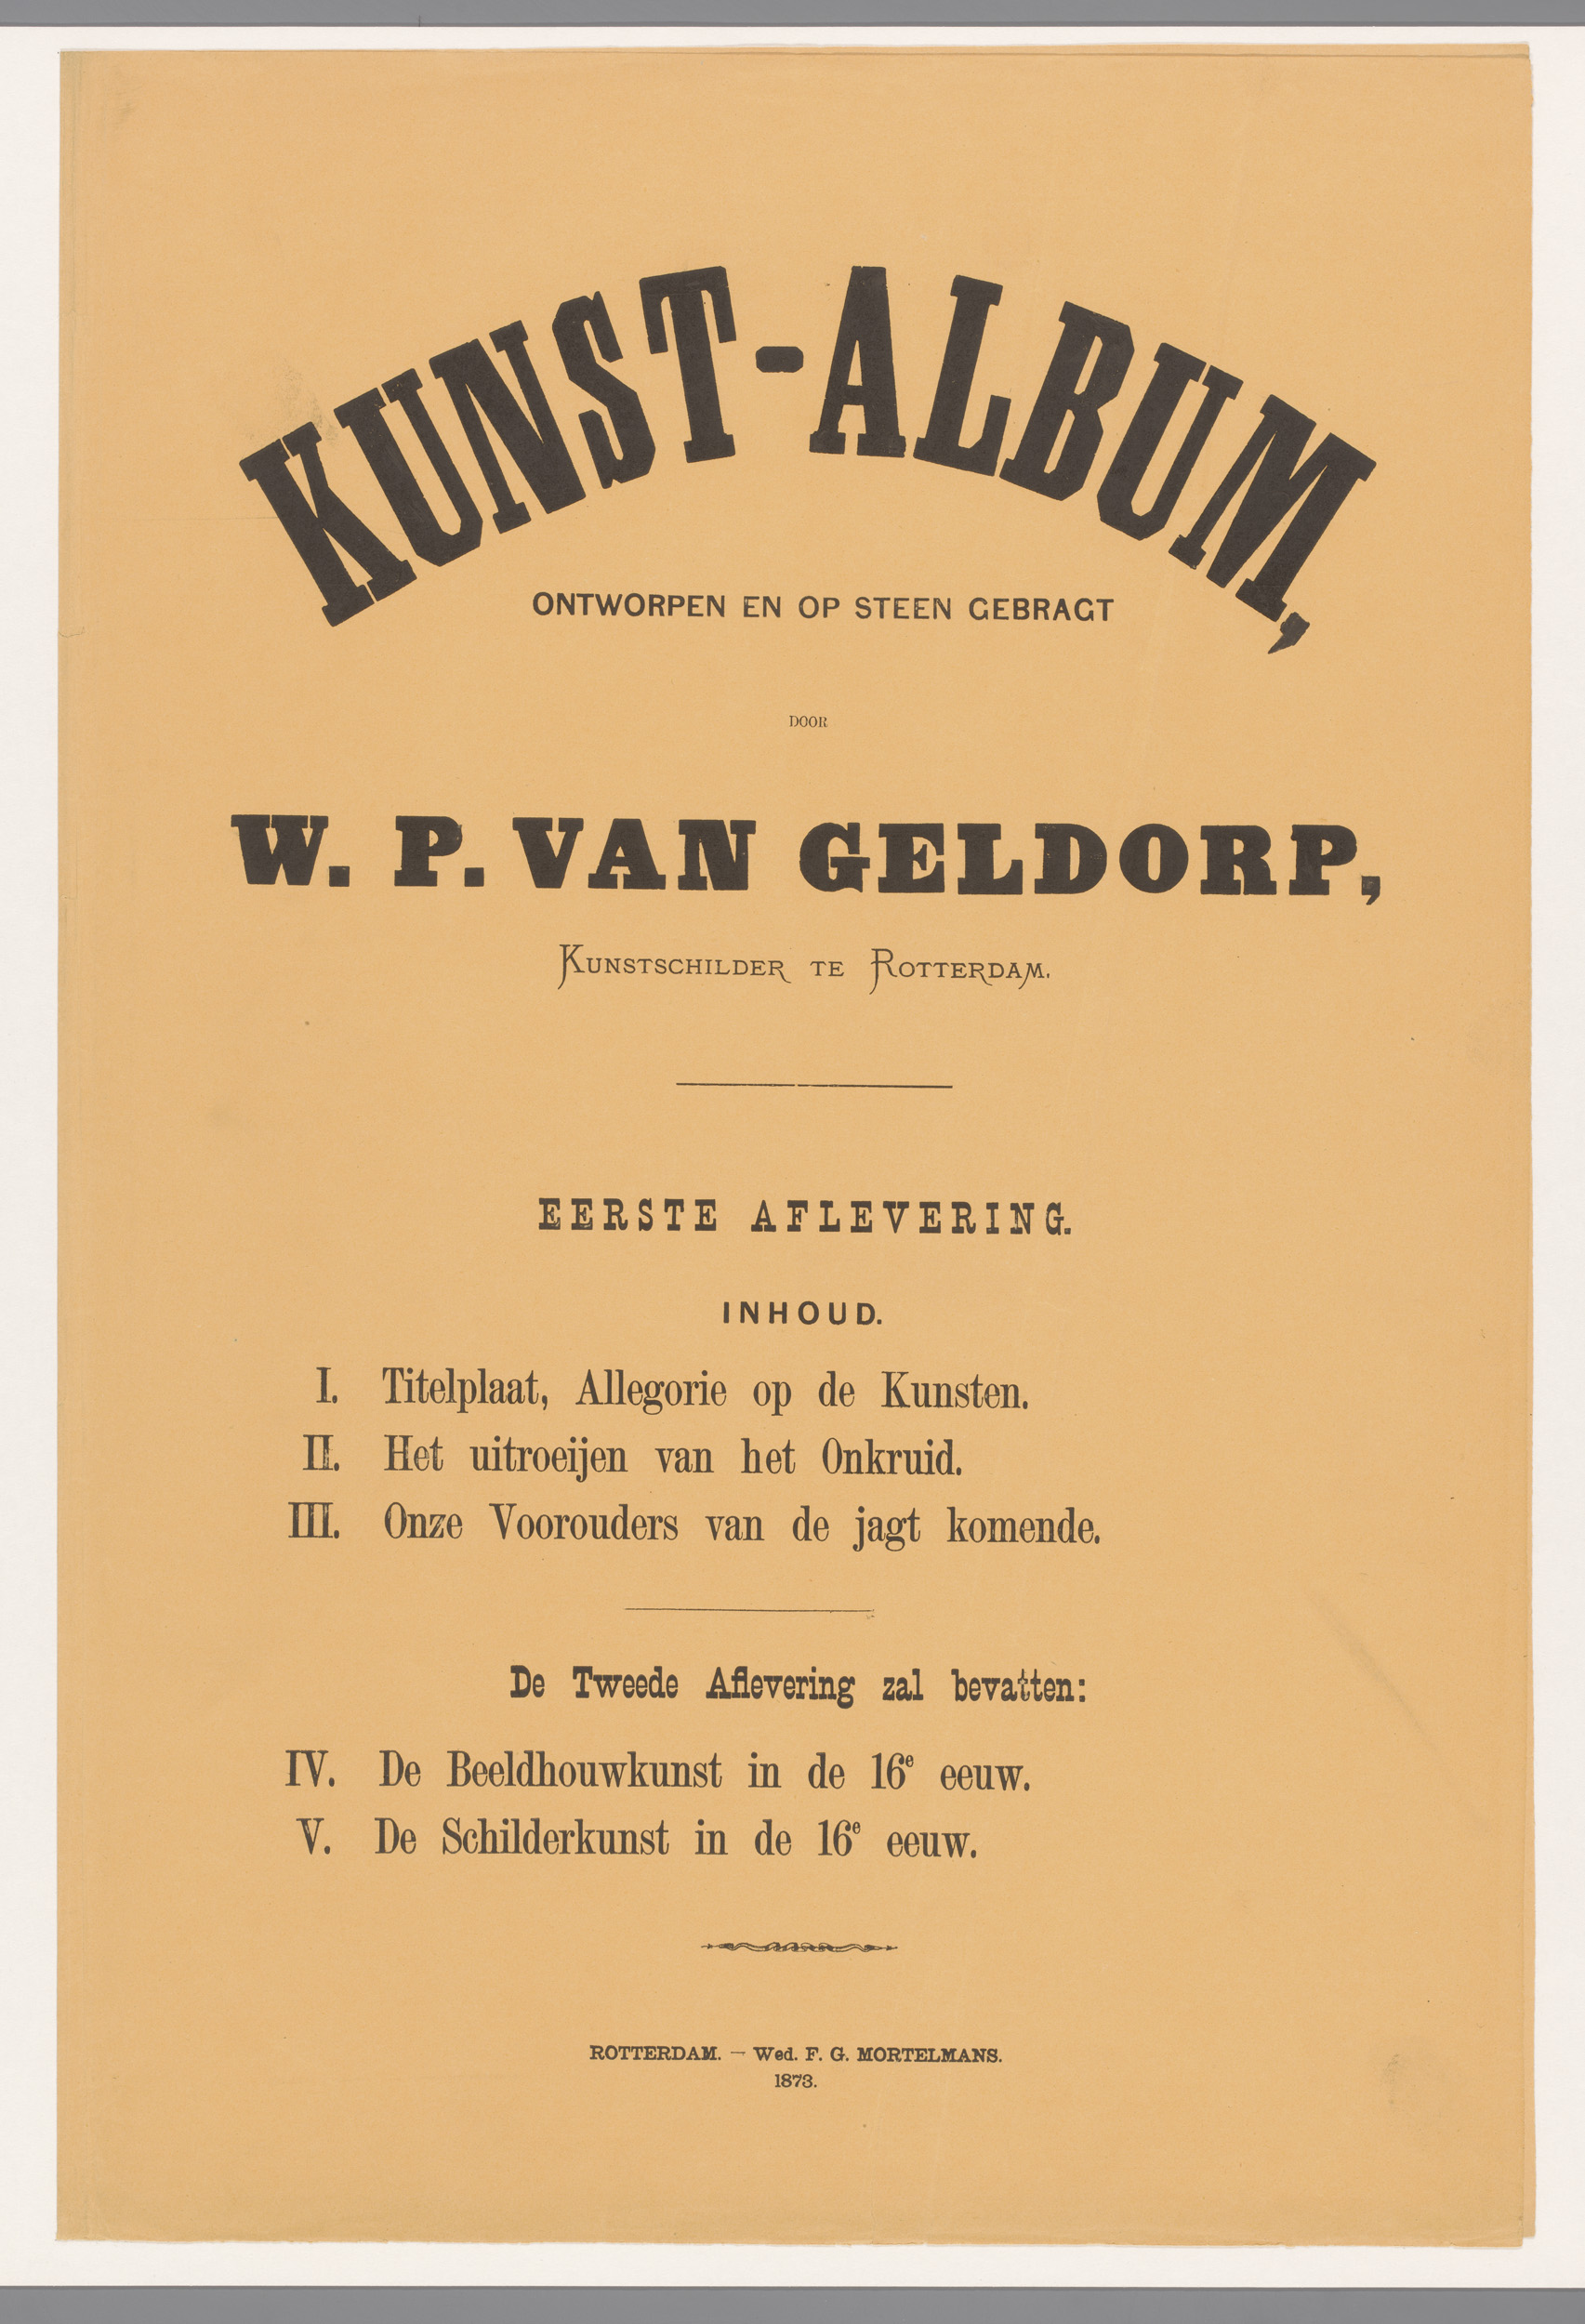 KUNST-ALBUM,
ONTWORPEN EN OP STEEN GEBRAGT
DOOR
W. P. VAN GELDORP,
KUNSTSCHILDER TE ROTTERDAM.
EERSTE AFLEVERING.
INHOUD.
I. Titelplaat, Allegorie op de Kunsten.
II. Het uitroeijen van het Onkruid.
III. Onze Voorouders van de jagt komende.
De Tweede Aflevering zal bevatten:
IV. De Beeldhouwkunst in de 16e eeuw.
V. De Schilderkunst in de 16e eeuw.
ROTTERDAM. — Wed. F. G. MORTELMANS.
1873.